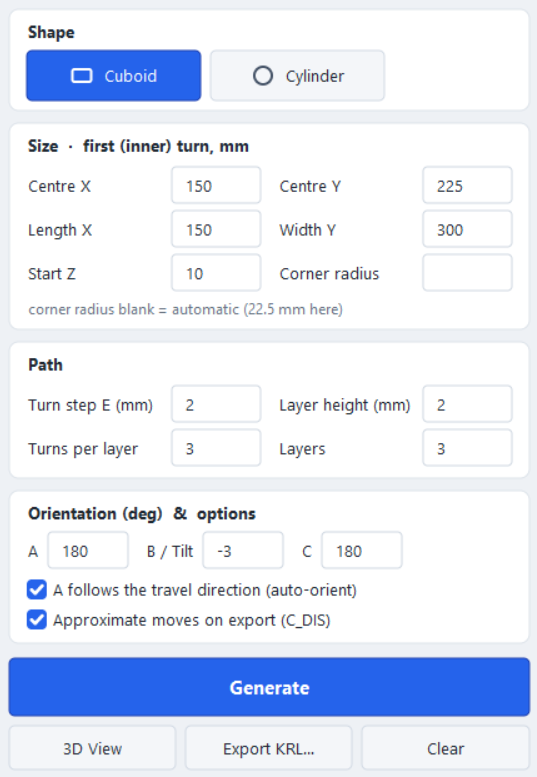 Shape
Cuboid Cylinder
Size · first (inner) turn, mm
Centre X 150 Centre Y 225
Length X 150 Width Y 300
Start Z 10 Corner radius
corner radius blank = automatic (22.5 mm here)
Path
Turn step E (mm) 2 Layer height (mm) 2
Turns per layer 3 Layers 3
Orientation (deg) & options
A 180 B / Tilt -3 C 180
A follows the travel direction (auto-orient)
Approximate moves on export (C_DIS)
Generate
3D View Export KRL... Clear